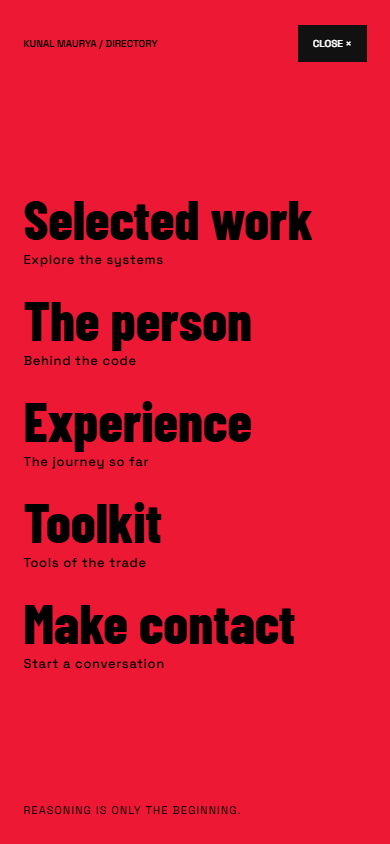 KUNAL MAURYA / DIRECTORY
CLOSE ×
Selected work
Explore the systems
The person
Behind the code
Experience
The journey so far
Toolkit
Tools of the trade
Make contact
Start a conversation
REASONING IS ONLY THE BEGINNING.